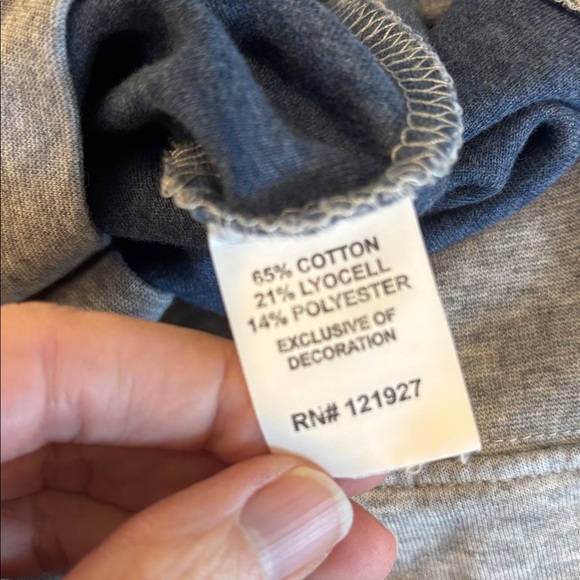 65% COTTON
21% LYOCELL
14% POLYESTER
EXCLUSIVE OF
DECORATION
RN# 121927